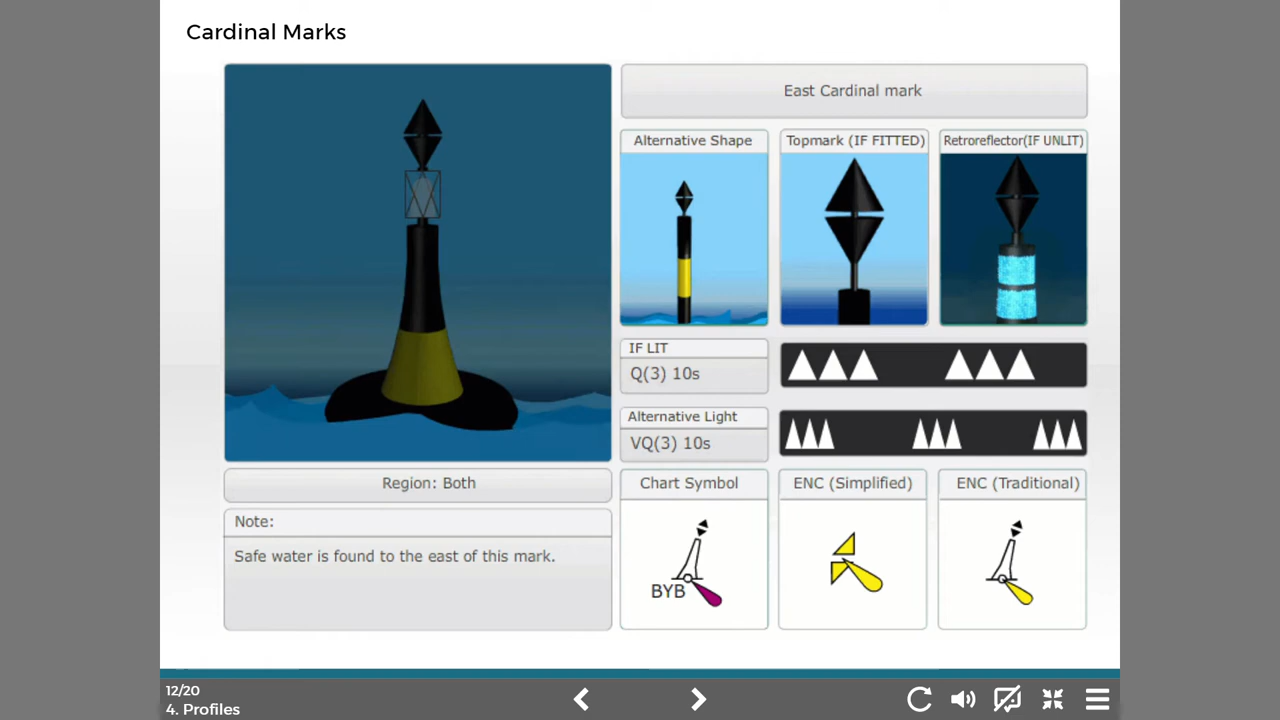 Cardinal Marks
East Cardinal mark
Alternative Shape
Topmark (IF FITTED)
Retroreflector(IF UNLIT)
IF LIT
Q(3) 10s
Alternative Light
VQ(3) 10s
Region: Both
Note:
Safe water is found to the east of this mark.
Chart Symbol
BYB
ENC (Simplified)
ENC (Traditional)
12/20
4. Profiles